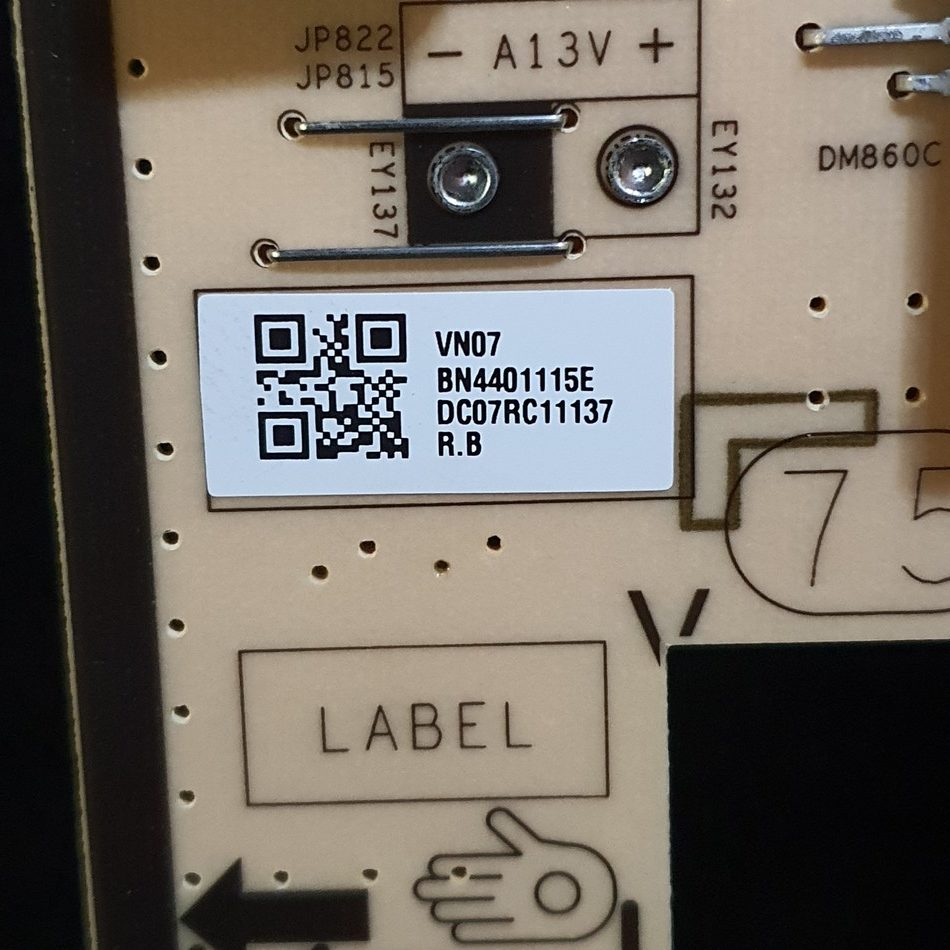 JP822
JP815
− A13V +
EY137
EY132
DM860C
VN07
BN4401115E
DC07RC11137
R.B
75
LABEL